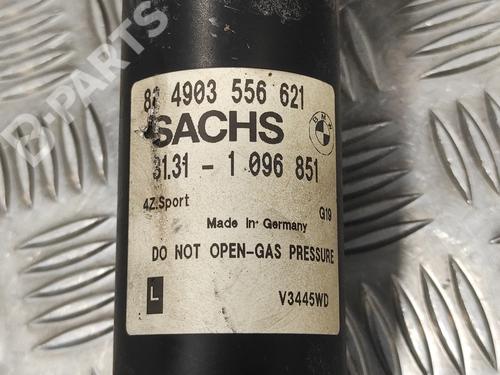 B-PARTS
4903 556 621
SACHS
BMW
31.31 - 1 096 851
4Z.Sport
G19
Made In Germany
DO NOT OPEN-GAS PRESSURE
L
V3445WD